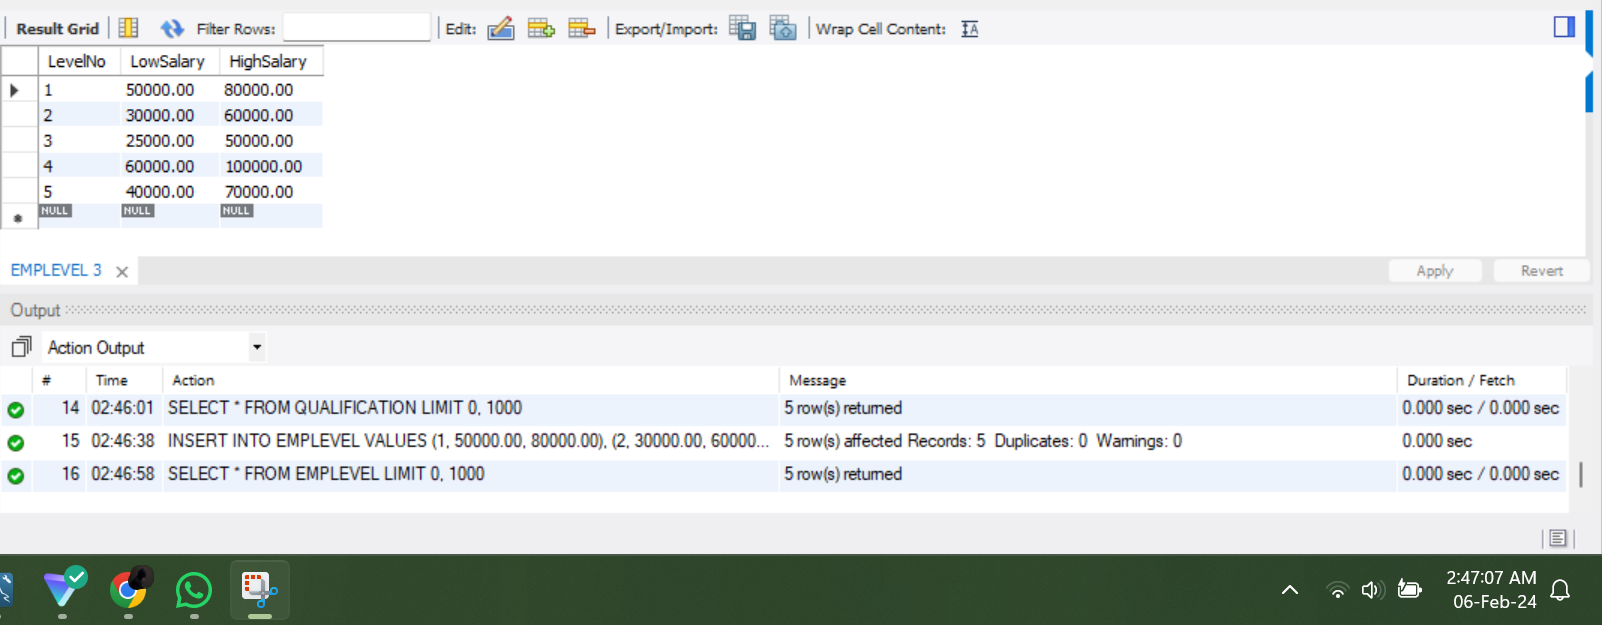 Result Grid Filter Rows: Edit: Export/Import: Wrap Cell Content: IA
LevelNo LowSalary HighSalary
1 50000.00 80000.00
2 30000.00 60000.00
3 25000.00 50000.00
4 60000.00 100000.00
5 40000.00 70000.00
NULL NULL NULL
EMPLEVEL 3 Apply Revert
Output
Action Output
# Time Action Message Duration / Fetch
14 02:46:01 SELECT * FROM QUALIFICATION LIMIT 0, 1000 5 row(s) returned 0.000 sec / 0.000 sec
15 02:46:38 INSERT INTO EMPLEVEL VALUES (1, 50000.00, 80000.00), (2, 30000.00, 60000... 5 row(s) affected Records: 5 Duplicates: 0 Warnings: 0 0.000 sec
16 02:46:58 SELECT * FROM EMPLEVEL LIMIT 0, 1000 5 row(s) returned 0.000 sec / 0.000 sec
2:47:07 AM
06-Feb-24